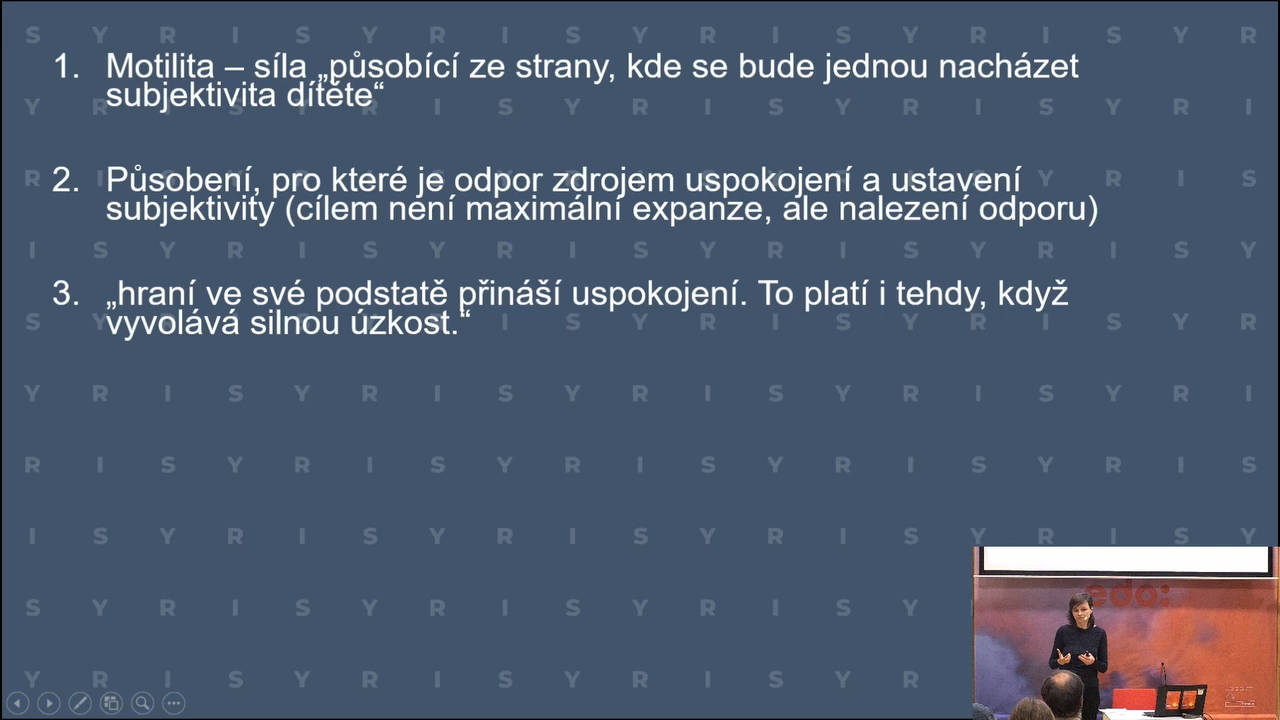 S Y R I S Y R I S Y R I S Y R I S Y R
1. Motilita – síla „působící ze strany, kde se bude jednou nacházet
subjektivita dítěte“
2. Působení, pro které je odpor zdrojem uspokojení a ustavení
subjektivity (cílem není maximální expanze, ale nalezení odporu)
I S Y R I S Y R I S Y R I S Y R I S Y
3. „hraní ve své podstatě přináší uspokojení. To platí i tehdy, když
vyvolává silnou úzkost.“
Y R I S Y R I S Y R I S Y R I S Y R I
R I S Y R I S Y R I S Y R I S Y R I S
I S Y R I S Y R I S Y R I S Y R I S Y
S Y R I S Y R I S Y R I S Y
edo:
Y R I S Y R I S Y R I S Y R